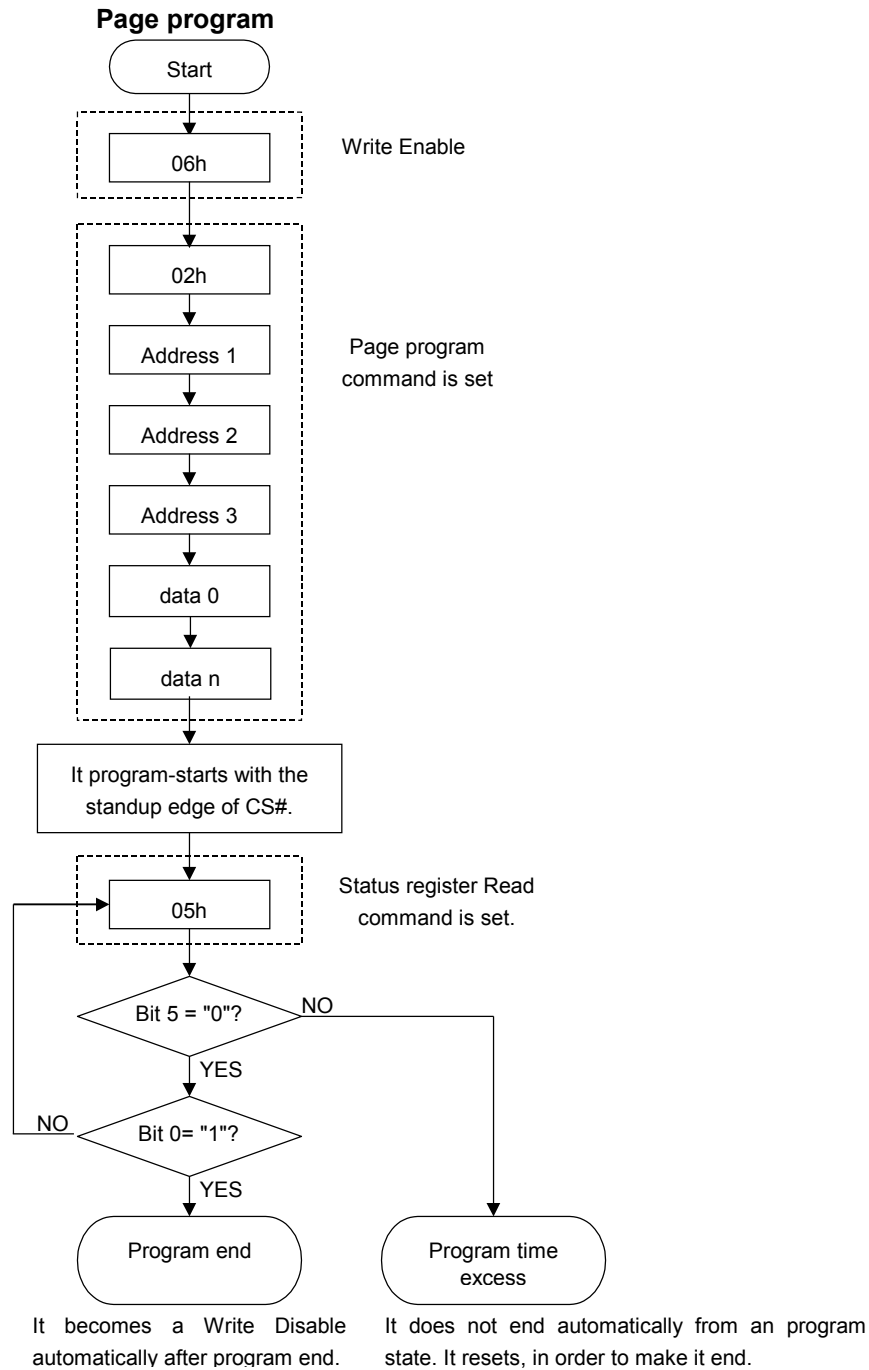 Page program
Start
06h
Write Enable
02h
Address 1
Page program
command is set
Address 2
Address 3
data 0
data n
It program-starts with the
standup edge of CS#.
05h
Status register Read
command is set.
Bit 5 = "0"?
NO
YES
NO
Bit 0= "1"?
YES
Program end
Program time
excess
It becomes a Write Disable
automatically after program end.
It does not end automatically from an program
state. It resets, in order to make it end.